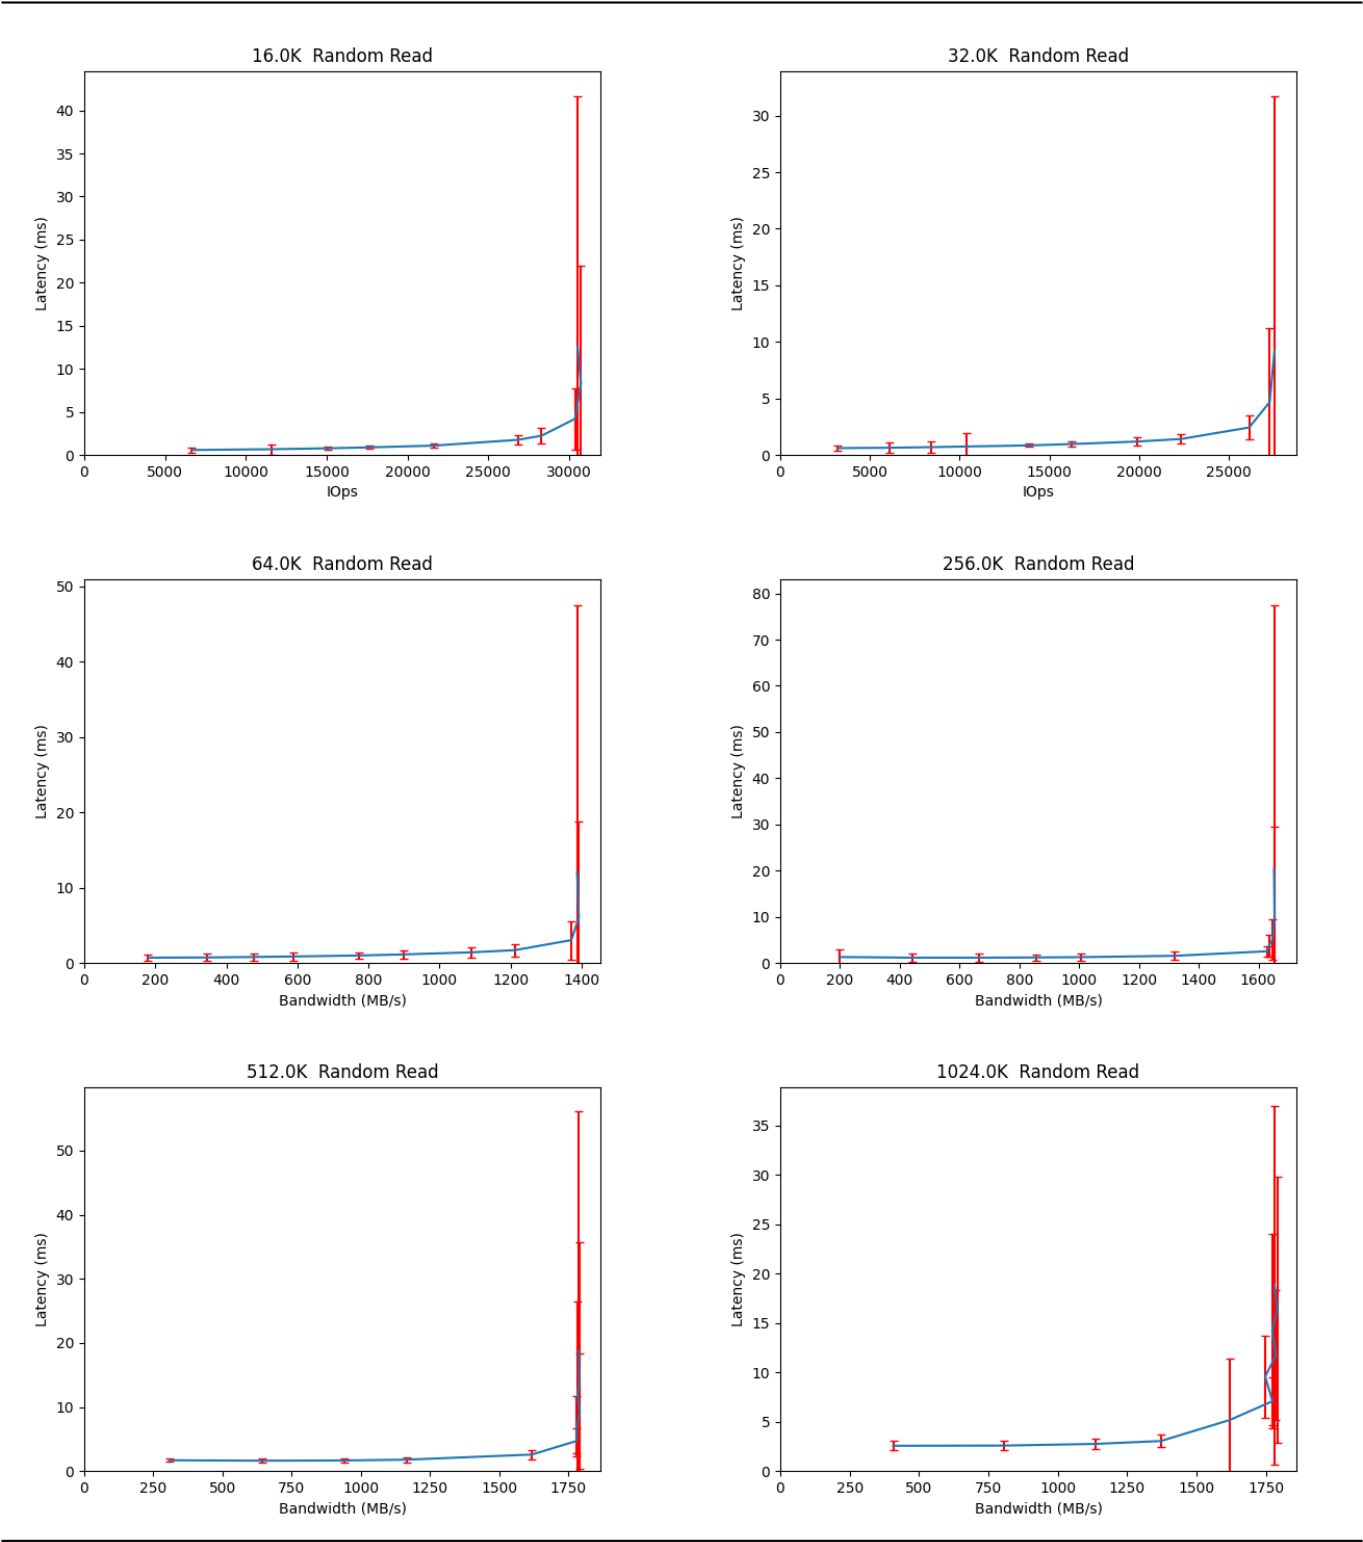 16.0K  Random Read
Latency (ms)
40
35
30
25
20
15
10
5
0
0 5000 10000 15000 20000 25000 30000
IOps
32.0K  Random Read
Latency (ms)
30
25
20
15
10
5
0
0 5000 10000 15000 20000 25000
IOps
64.0K  Random Read
Latency (ms)
50
40
30
20
10
0
0 200 400 600 800 1000 1200 1400
Bandwidth (MB/s)
256.0K  Random Read
Latency (ms)
80
70
60
50
40
30
20
10
0
0 200 400 600 800 1000 1200 1400 1600
Bandwidth (MB/s)
512.0K  Random Read
Latency (ms)
50
40
30
20
10
0
0 250 500 750 1000 1250 1500 1750
Bandwidth (MB/s)
1024.0K  Random Read
Latency (ms)
35
30
25
20
15
10
5
0
0 250 500 750 1000 1250 1500 1750
Bandwidth (MB/s)